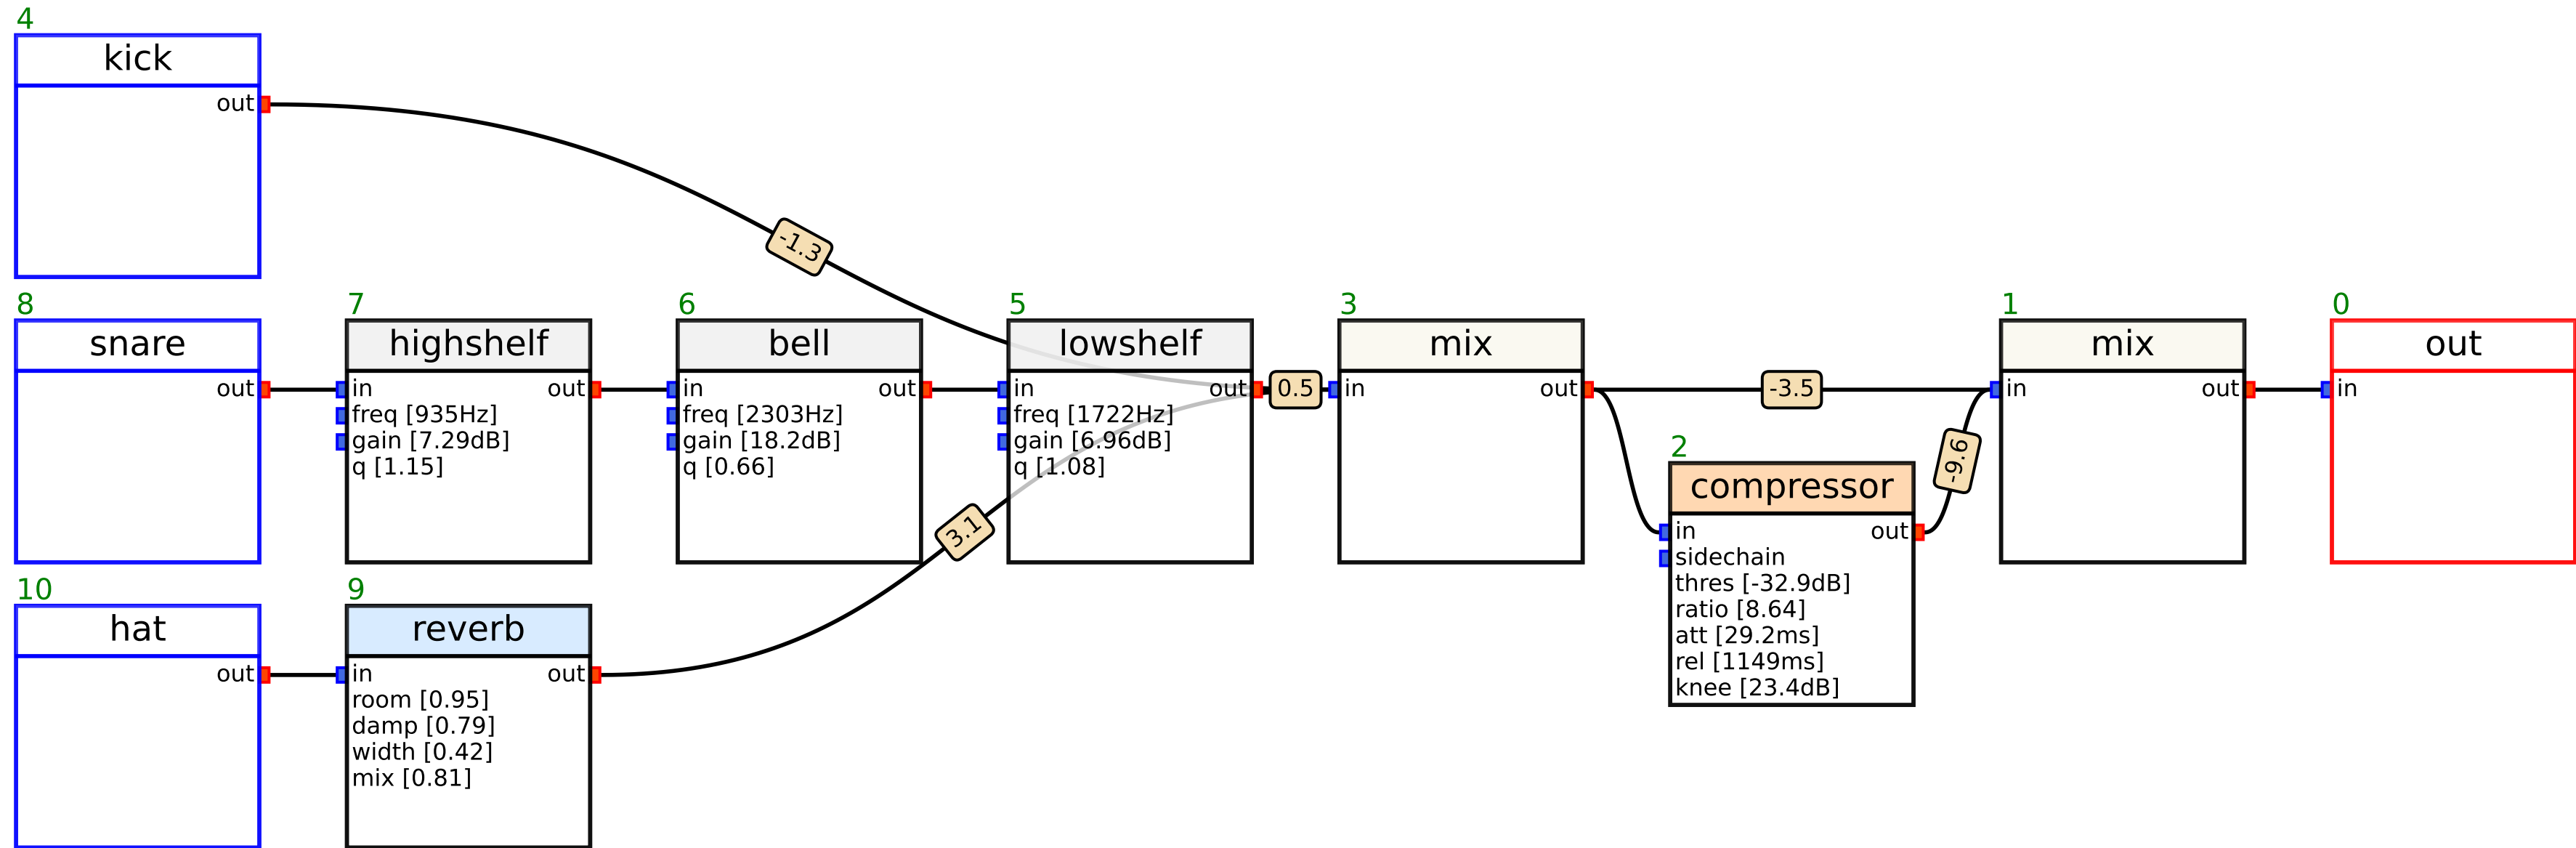 4
kick
out
-1.3
8
snare
out
7
highshelf
in
out
freq [935Hz]
gain [7.29dB]
q [1.15]
6
bell
in
out
freq [2303Hz]
gain [18.2dB]
q [0.66]
5
lowshelf
in
out
freq [1722Hz]
gain [6.96dB]
q [1.08]
0.5
3
mix
in
out
-3.5
2
compressor
in
out
sidechain
thres [-32.9dB]
ratio [8.64]
att [29.2ms]
rel [1149ms]
knee [23.4dB]
-9.6
1
mix
in
out
0
out
in
10
hat
out
9
reverb
in
out
room [0.95]
damp [0.79]
width [0.42]
mix [0.81]
3.1